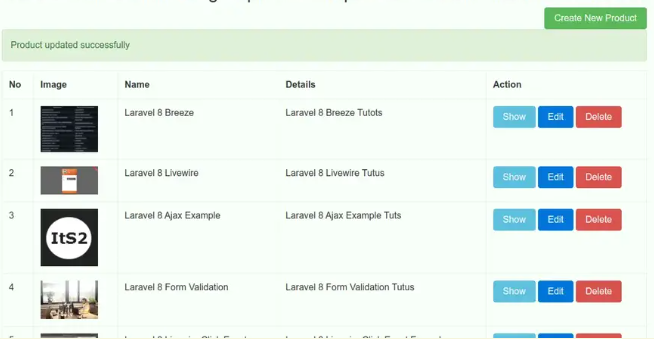 Create New Product
Product updated successfully
No Image Name Details Action
1 Laravel 8 Breeze Laravel 8 Breeze Tutots Show Edit Delete
2 Laravel 8 Livewire Laravel 8 Livewire Tutus Show Edit Delete
3 ItS2 Laravel 8 Ajax Example Laravel 8 Ajax Example Tuts Show Edit Delete
4 Laravel 8 Form Validation Laravel 8 Form Validation Tutus Show Edit Delete